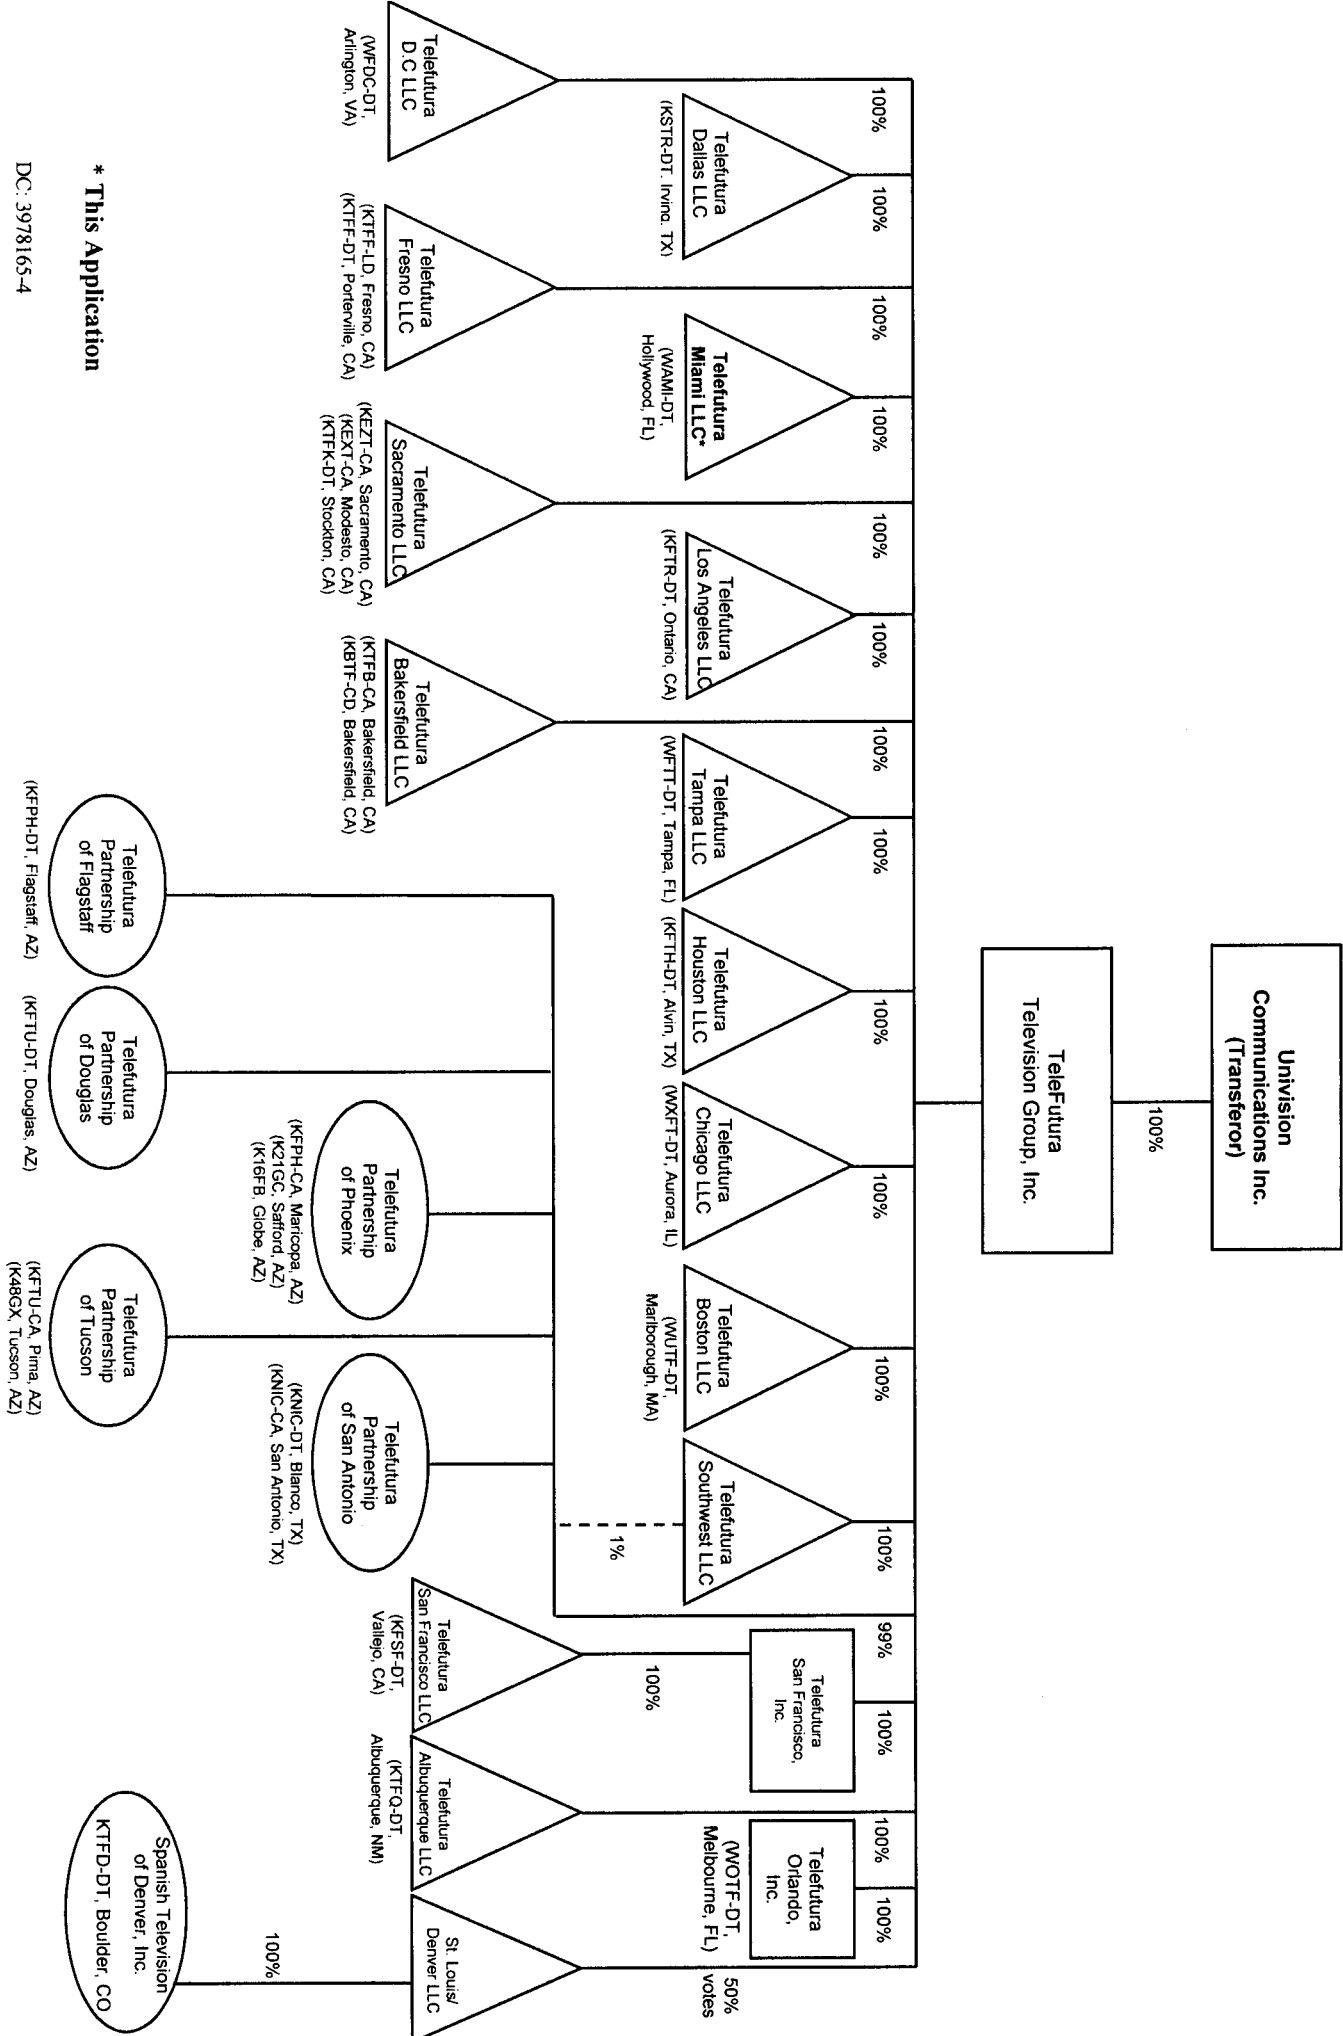 Univision
Communications Inc.
(Transferor)
100%
TeleFutura
Television Group, Inc.
100%
100%
100%
100%
100%
100%
100%
100%
100%
100%
100%
100%
99%
100%
100%
100%
Telefutura
Dallas LLC
(KSTR-DT, Irving, TX)
Telefutura
Miami LLC*
(WAMI-DT,
Hollywood, FL)
Telefutura
Los Angeles LLC
(KFTR-DT, Ontario, CA)
Telefutura
Tampa LLC
(WFTT-DT, Tampa, FL)
Telefutura
Houston LLC
(KFTH-DT, Alvin, TX)
Telefutura
Chicago LLC
(WXFT-DT, Aurora, IL)
Telefutura
Boston LLC
(WUTF-DT,
Marlborough, MA)
Telefutura
Southwest LLC
1%
Telefutura
San Francisco,
Inc.
100%
Telefutura
Orlando,
Inc.
(WOTF-DT,
Melbourne, FL)
50%
votes
Telefutura
D.C LLC
(WFDC-DT,
Arlington, VA)
Telefutura
Fresno LLC
(KTFF-LD, Fresno, CA)
(KTFF-DT, Porterville, CA)
Telefutura
Sacramento LLC
(KEZT-CA, Sacramento, CA)
(KEXT-CA, Modesto, CA)
(KTFK-DT, Stockton, CA)
Telefutura
Bakersfield LLC
(KTFB-CA, Bakersfield, CA)
(KBTF-CD, Bakersfield, CA)
Telefutura
San Francisco LLC
(KFSF-DT,
Vallejo, CA)
Telefutura
Albuquerque LLC
(KTFQ-DT,
Albuquerque, NM)
St. Louis/
Denver LLC
100%
Telefutura
Partnership
of Phoenix
(KFPH-CA, Maricopa, AZ)
(K21GC, Safford, AZ)
(K16FB, Globe, AZ)
Telefutura
Partnership
of San Antonio
(KNIC-DT, Blanco, TX)
(KNIC-CA, San Antonio, TX)
Telefutura
Partnership
of Flagstaff
(KFPH-DT, Flagstaff, AZ)
Telefutura
Partnership
of Douglas
(KFTU-DT, Douglas, AZ)
Telefutura
Partnership
of Tucson
(KFTU-CA, Pima, AZ)
(K48GX, Tucson, AZ)
Spanish Television
of Denver, Inc.
KTFD-DT, Boulder, CO
* This Application
DC: 3978165-4